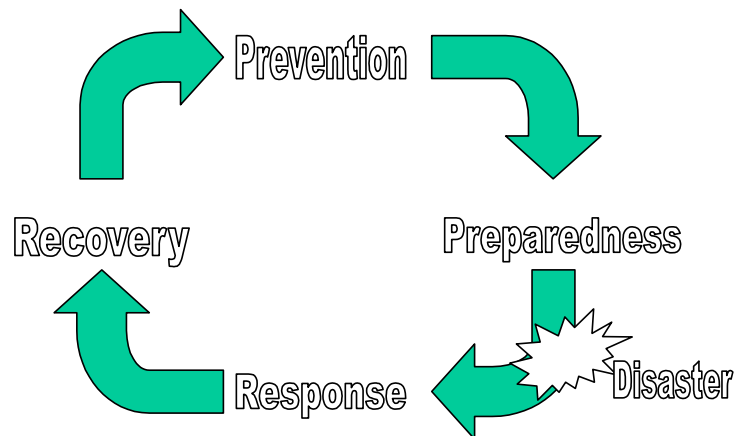 Prevention
Recovery
Preparedness
Response
Disaster